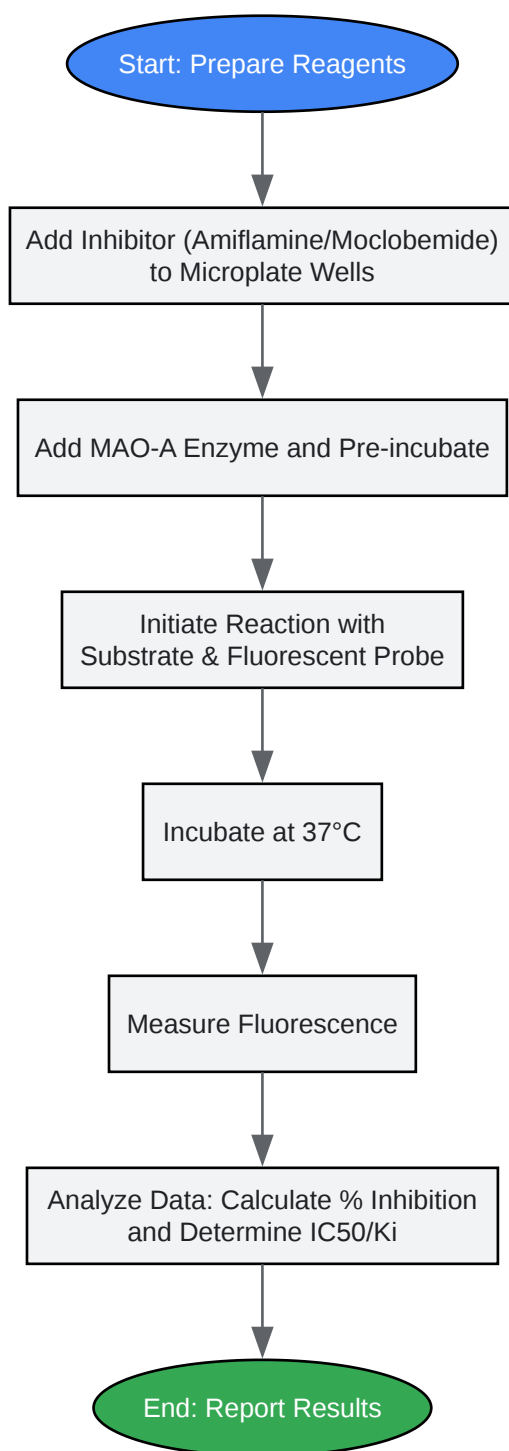 Start: Prepare Reagents
Add Inhibitor (Amiflamine/Moclobemide)
to Microplate Wells
Add MAO-A Enzyme and Pre-incubate
Initiate Reaction with
Substrate & Fluorescent Probe
Incubate at 37°C
Measure Fluorescence
Analyze Data: Calculate % Inhibition
and Determine IC50/Ki
End: Report Results